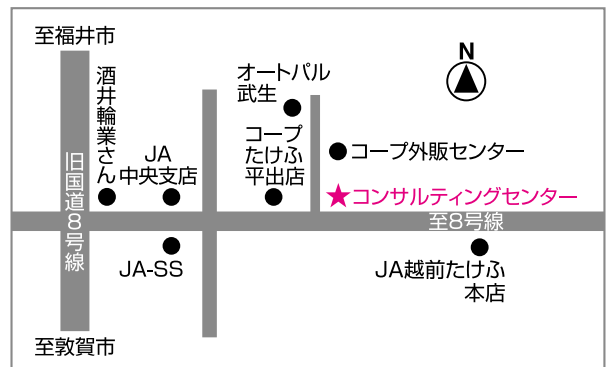 至福井市
酒井輪業さん
旧国道8号線
JA
中央支店
JA-SS
至敦賀市
オートパル
武生
コープ
たけふ
平出店
N
コープ外販センター
★コンサルティングセンター
至8号線
JA越前たけふ
本店